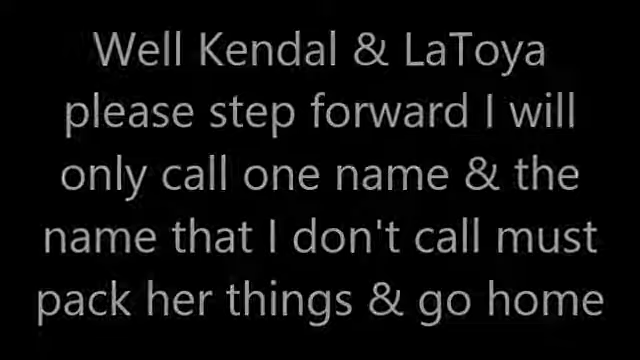 Well Kendal & LaToya
please step forward I will
only call one name & the
name that I don't call must
pack her things & go home